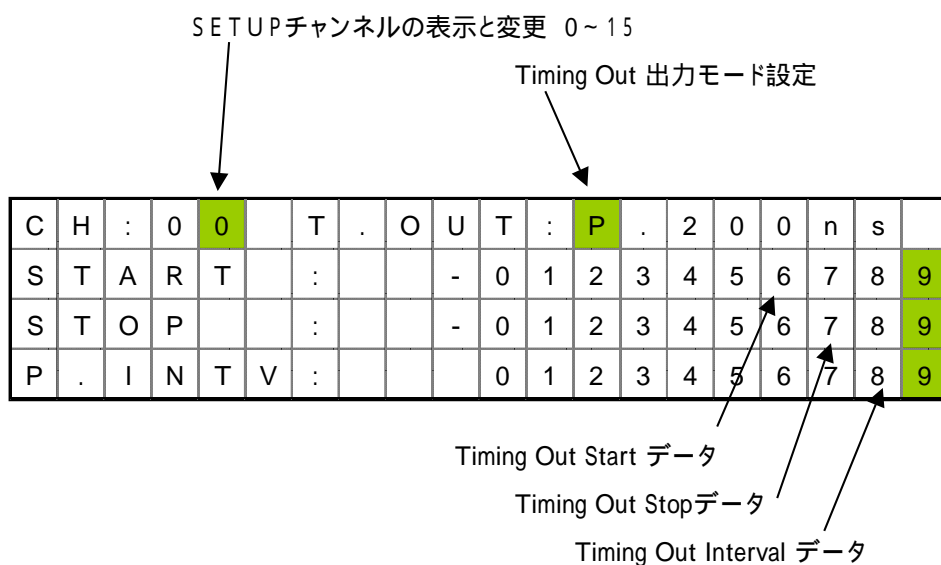 SETUPチャンネルの表示と変更 0~15
Timing Out 出力モード設定
CH:00 T.OUT:P.200ns
START : -0123456789
STOP : -0123456789
P.INTV: 0123456789
Timing Out Start データ
Timing Out Stopデータ
Timing Out Interval データ